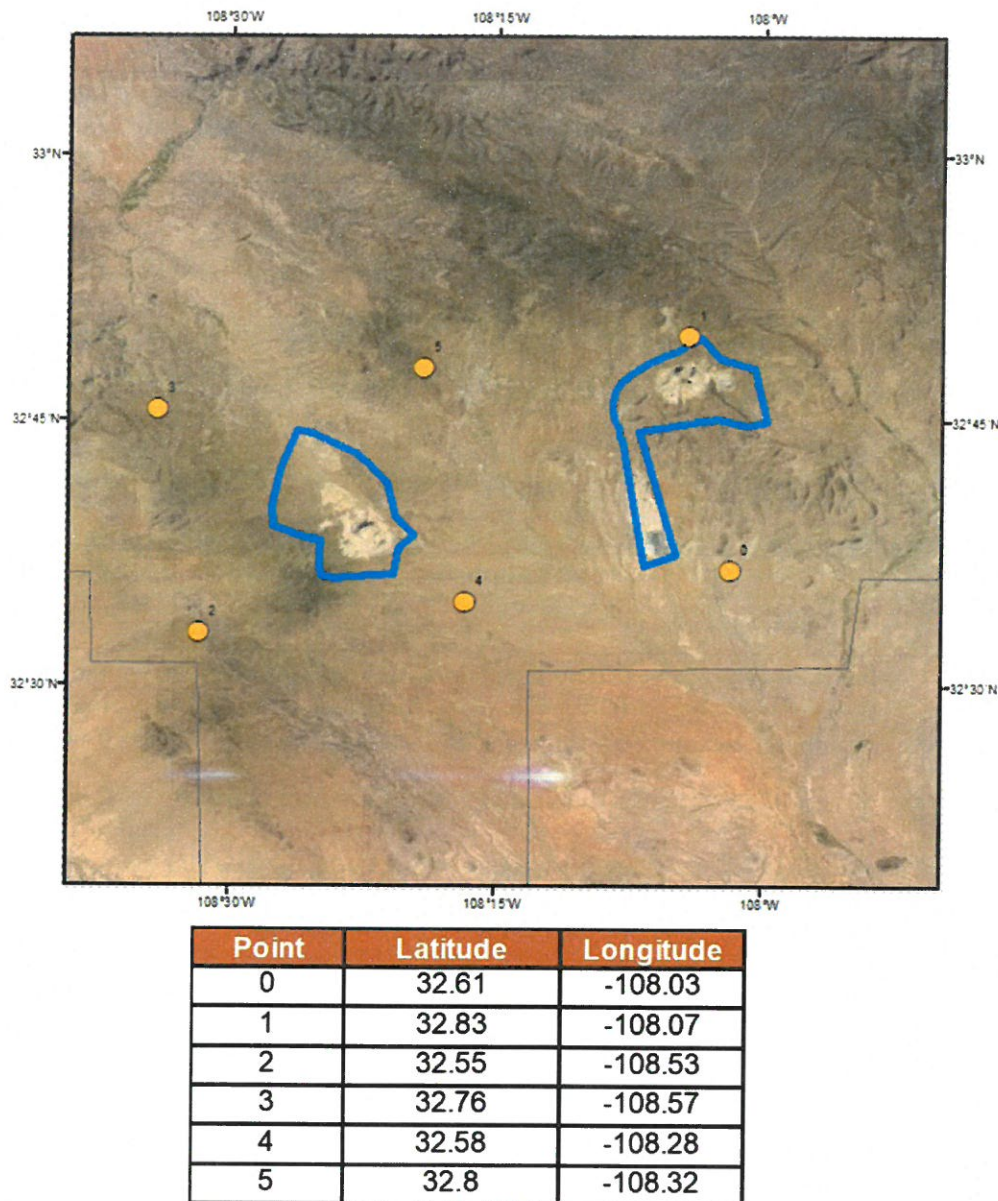 108°30'W 108°15'W 108°W
33°N 33°N
1
5
3
32°45'N 32°45'N
0
4
2
32°30'N 32°30'N
108°30'W 108°15'W 108°W
Point Latitude Longitude
0 32.61 -108.03
1 32.83 -108.07
2 32.55 -108.53
3 32.76 -108.57
4 32.58 -108.28
5 32.8 -108.32